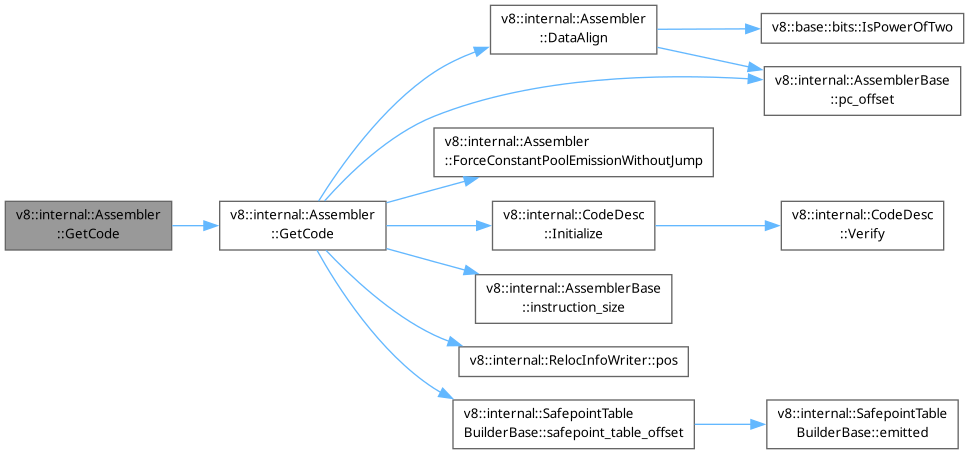 v8::internal::Assembler
::GetCode
v8::internal::Assembler
::GetCode
v8::internal::Assembler
::DataAlign
v8::base::bits::IsPowerOfTwo
v8::internal::AssemblerBase
::pc_offset
v8::internal::Assembler
::ForceConstantPoolEmissionWithoutJump
v8::internal::CodeDesc
::Initialize
v8::internal::CodeDesc
::Verify
v8::internal::AssemblerBase
::instruction_size
v8::internal::RelocInfoWriter::pos
v8::internal::SafepointTable
BuilderBase::safepoint_table_offset
v8::internal::SafepointTable
BuilderBase::emitted